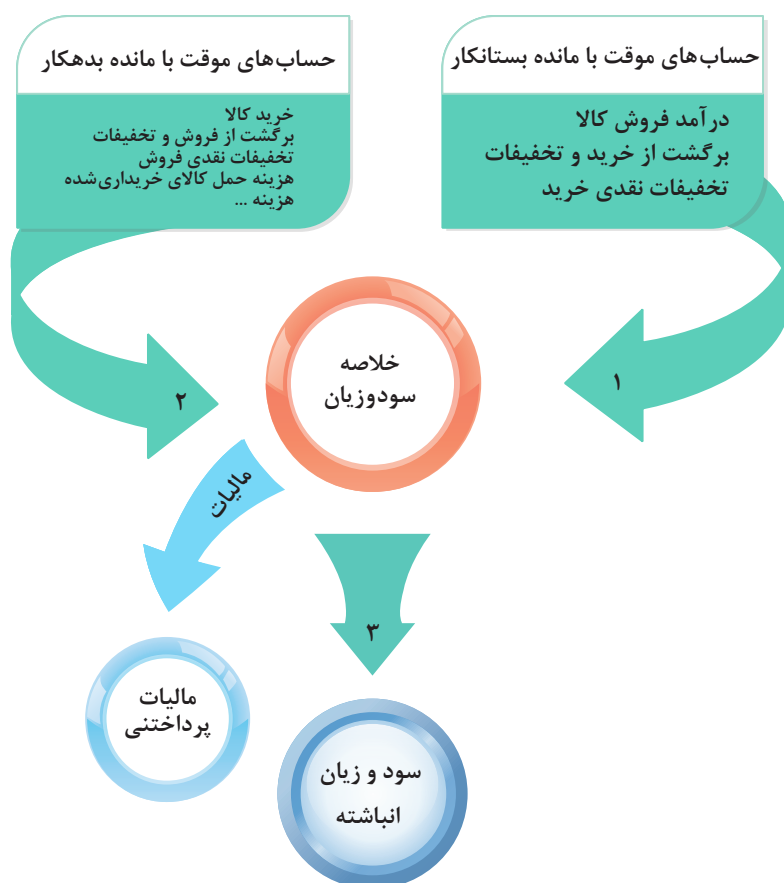 حساب‌های موقت با مانده بستانکار
درآمد فروش کالا
برگشت از خرید و تخفیفات
تخفیفات نقدی خرید
حساب‌های موقت با مانده بدهکار
خرید کالا
برگشت از فروش و تخفیفات
تخفیفات نقدی فروش
هزینه حمل کالای خریداری‌شده
هزینه ...
۱
خلاصه
سودوزیان
۲
مالیات
۳
مالیات
پرداختنی
سود و زیان
انباشته